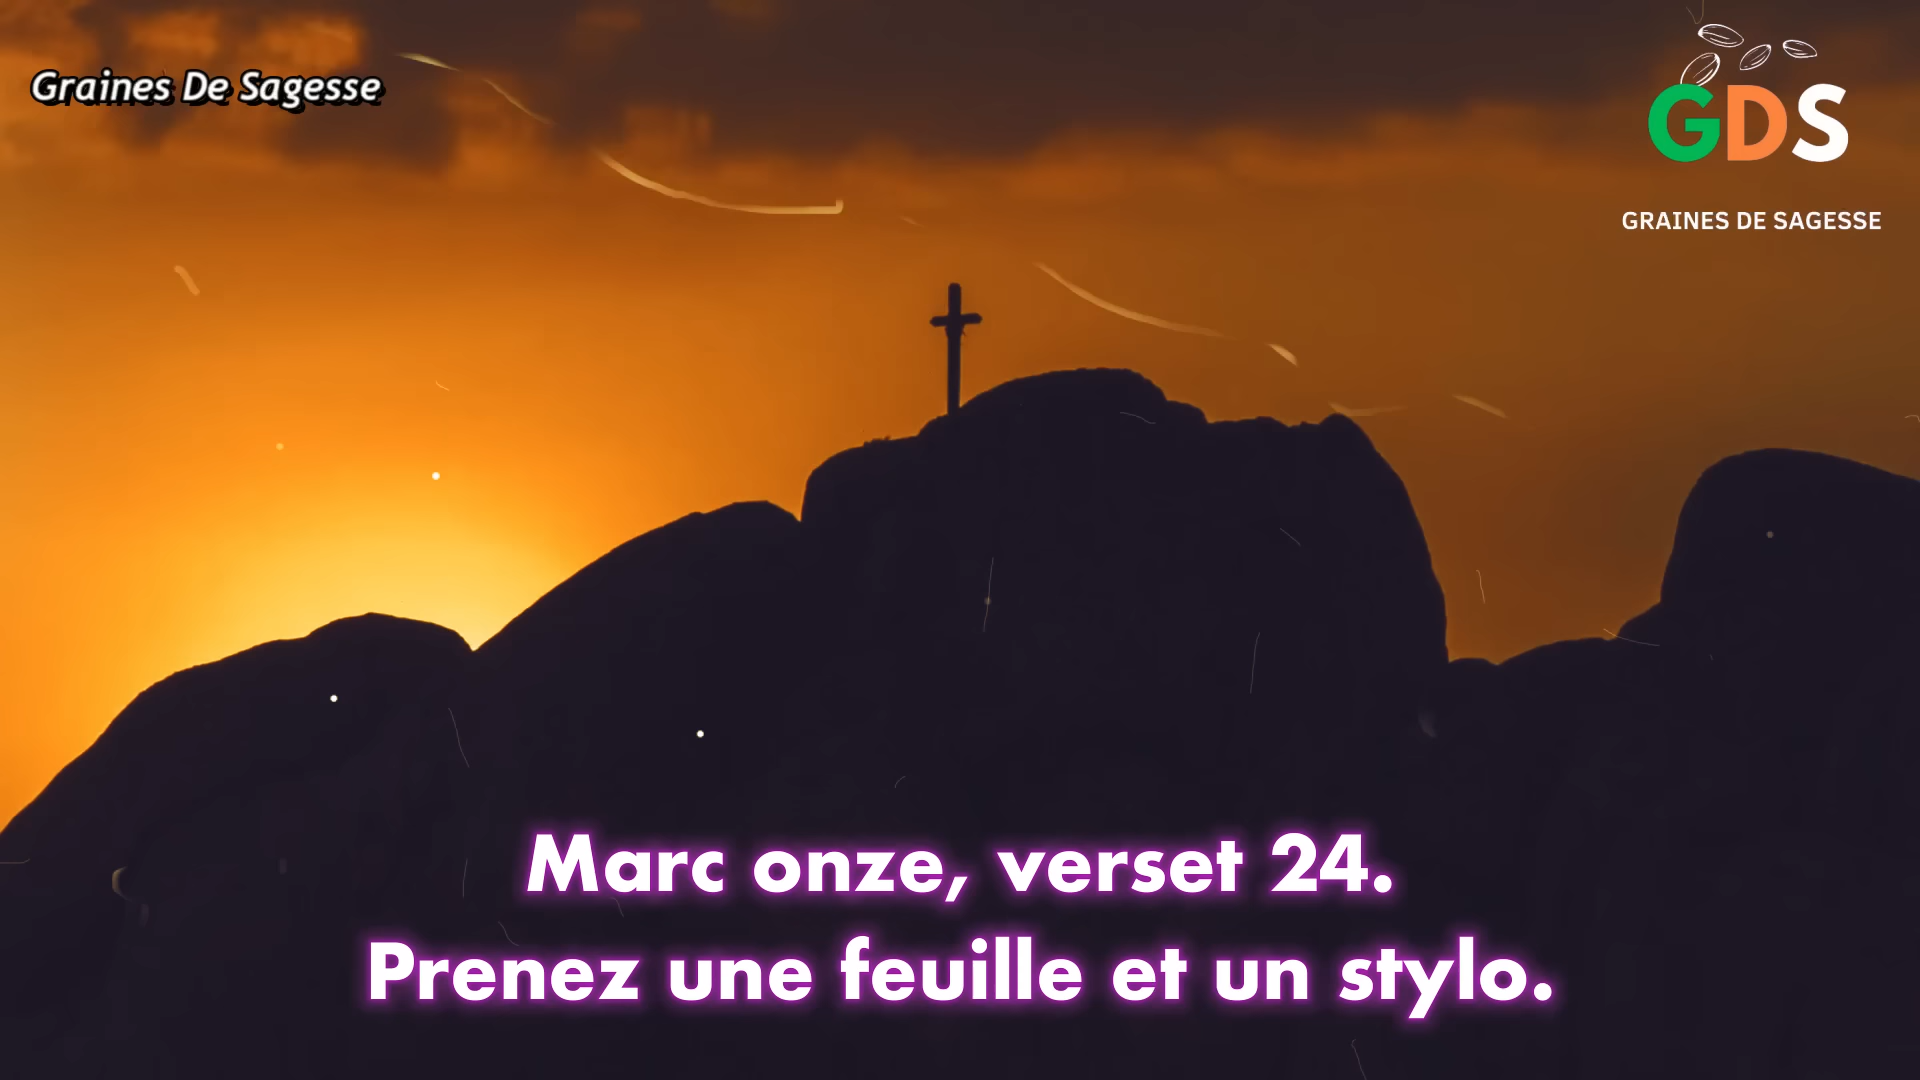 Graines De Sagesse
GDS
GRAINES DE SAGESSE
Marc onze, verset 24.
Prenez une feuille et un stylo.